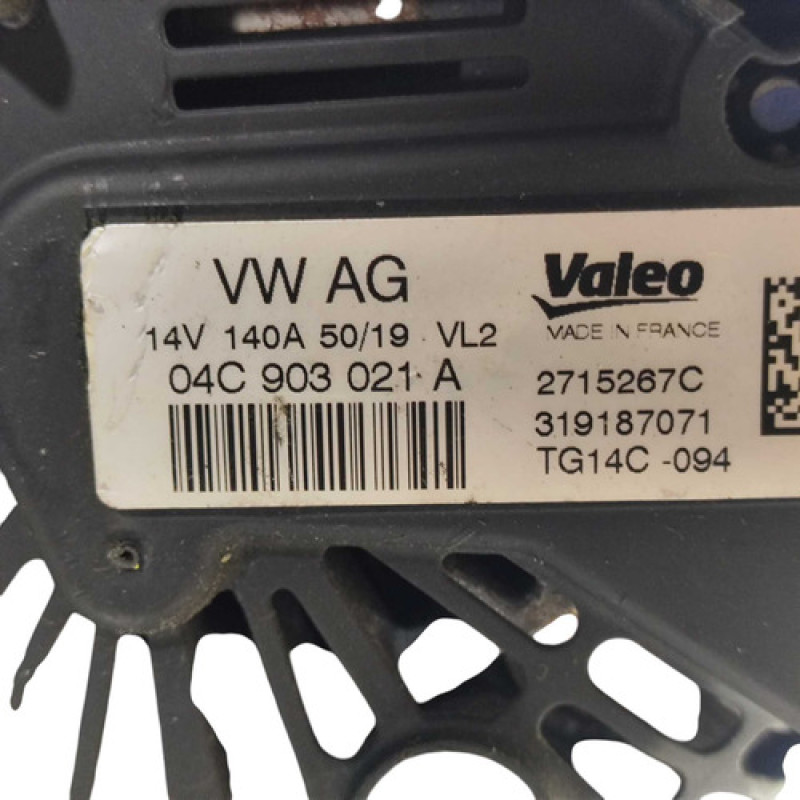 VW AG
14V 140A 50/19 VL2
04C 903 021 A
Valeo
MADE IN FRANCE
2715267C
319187071
TG14C -094